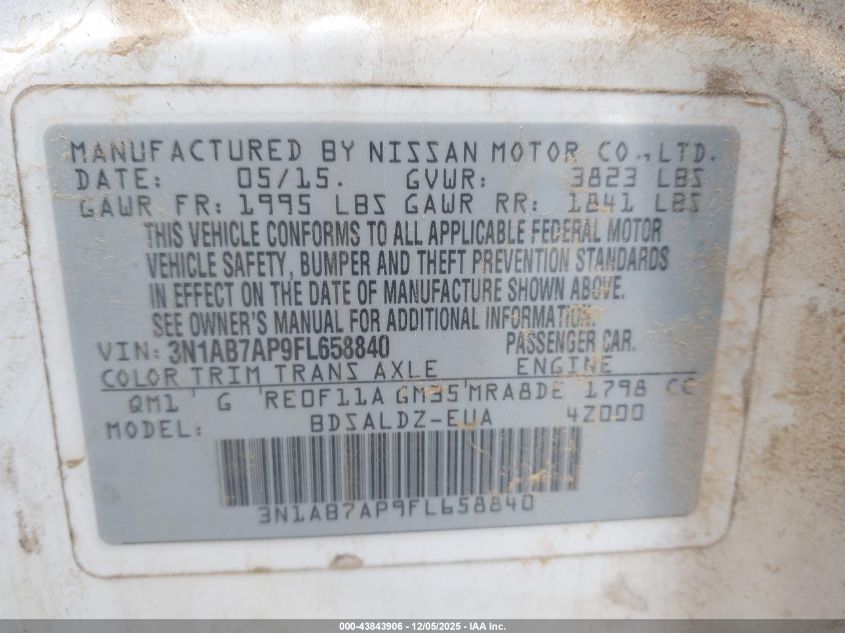 MANUFACTURED BY NISSAN MOTOR CO., LTD.
DATE: 05/15. GVWR: 3823 LBS
GAWR FR: 1995 LBS GAWR RR: 1841 LBS
THIS VEHICLE CONFORMS TO ALL APPLICABLE FEDERAL MOTOR
VEHICLE SAFETY, BUMPER AND THEFT PREVENTION STANDARDS
IN EFFECT ON THE DATE OF MANUFACTURE SHOWN ABOVE.
SEE OWNER'S MANUAL FOR ADDITIONAL INFORMATION.
VIN: 3N1AB7AP9FL658840 PASSENGER CAR.
COLOR TRIM TRANS AXLE ENGINE
QM1 G RE0F11A GM35 MRA8DE 1798 CC
MODEL: BDSALDZ-EUA 4Z000
3N1AB7AP9FL658840
000-43843906 - 12/05/2025 - IAA Inc.